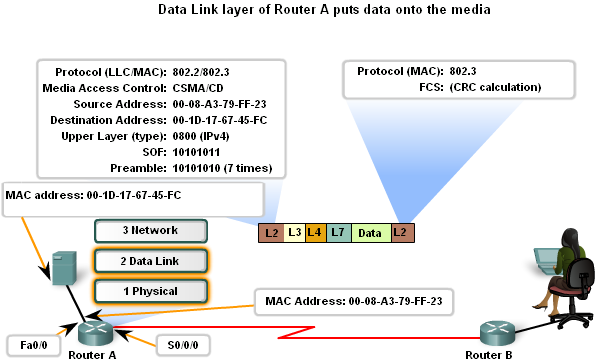 Data Link layer of Router A puts data onto the media
Protocol (LLC/MAC): 802.2/802.3
Media Access Control: CSMA/CD
Source Address: 00-08-A3-79-FF-23
Destination Address: 00-1D-17-67-45-FC
Upper Layer (type): 0800 (IPv4)
SOF: 10101011
Preamble: 10101010 (7 times)
Protocol (MAC): 802.3
FCS: (CRC calculation)
MAC address: 00-1D-17-67-45-FC
3 Network
2 Data Link
1 Physical
L2 L3 L4 L7 Data L2
MAC Address: 00-08-A3-79-FF-23
Fa0/0
S0/0/0
Router A
Router B